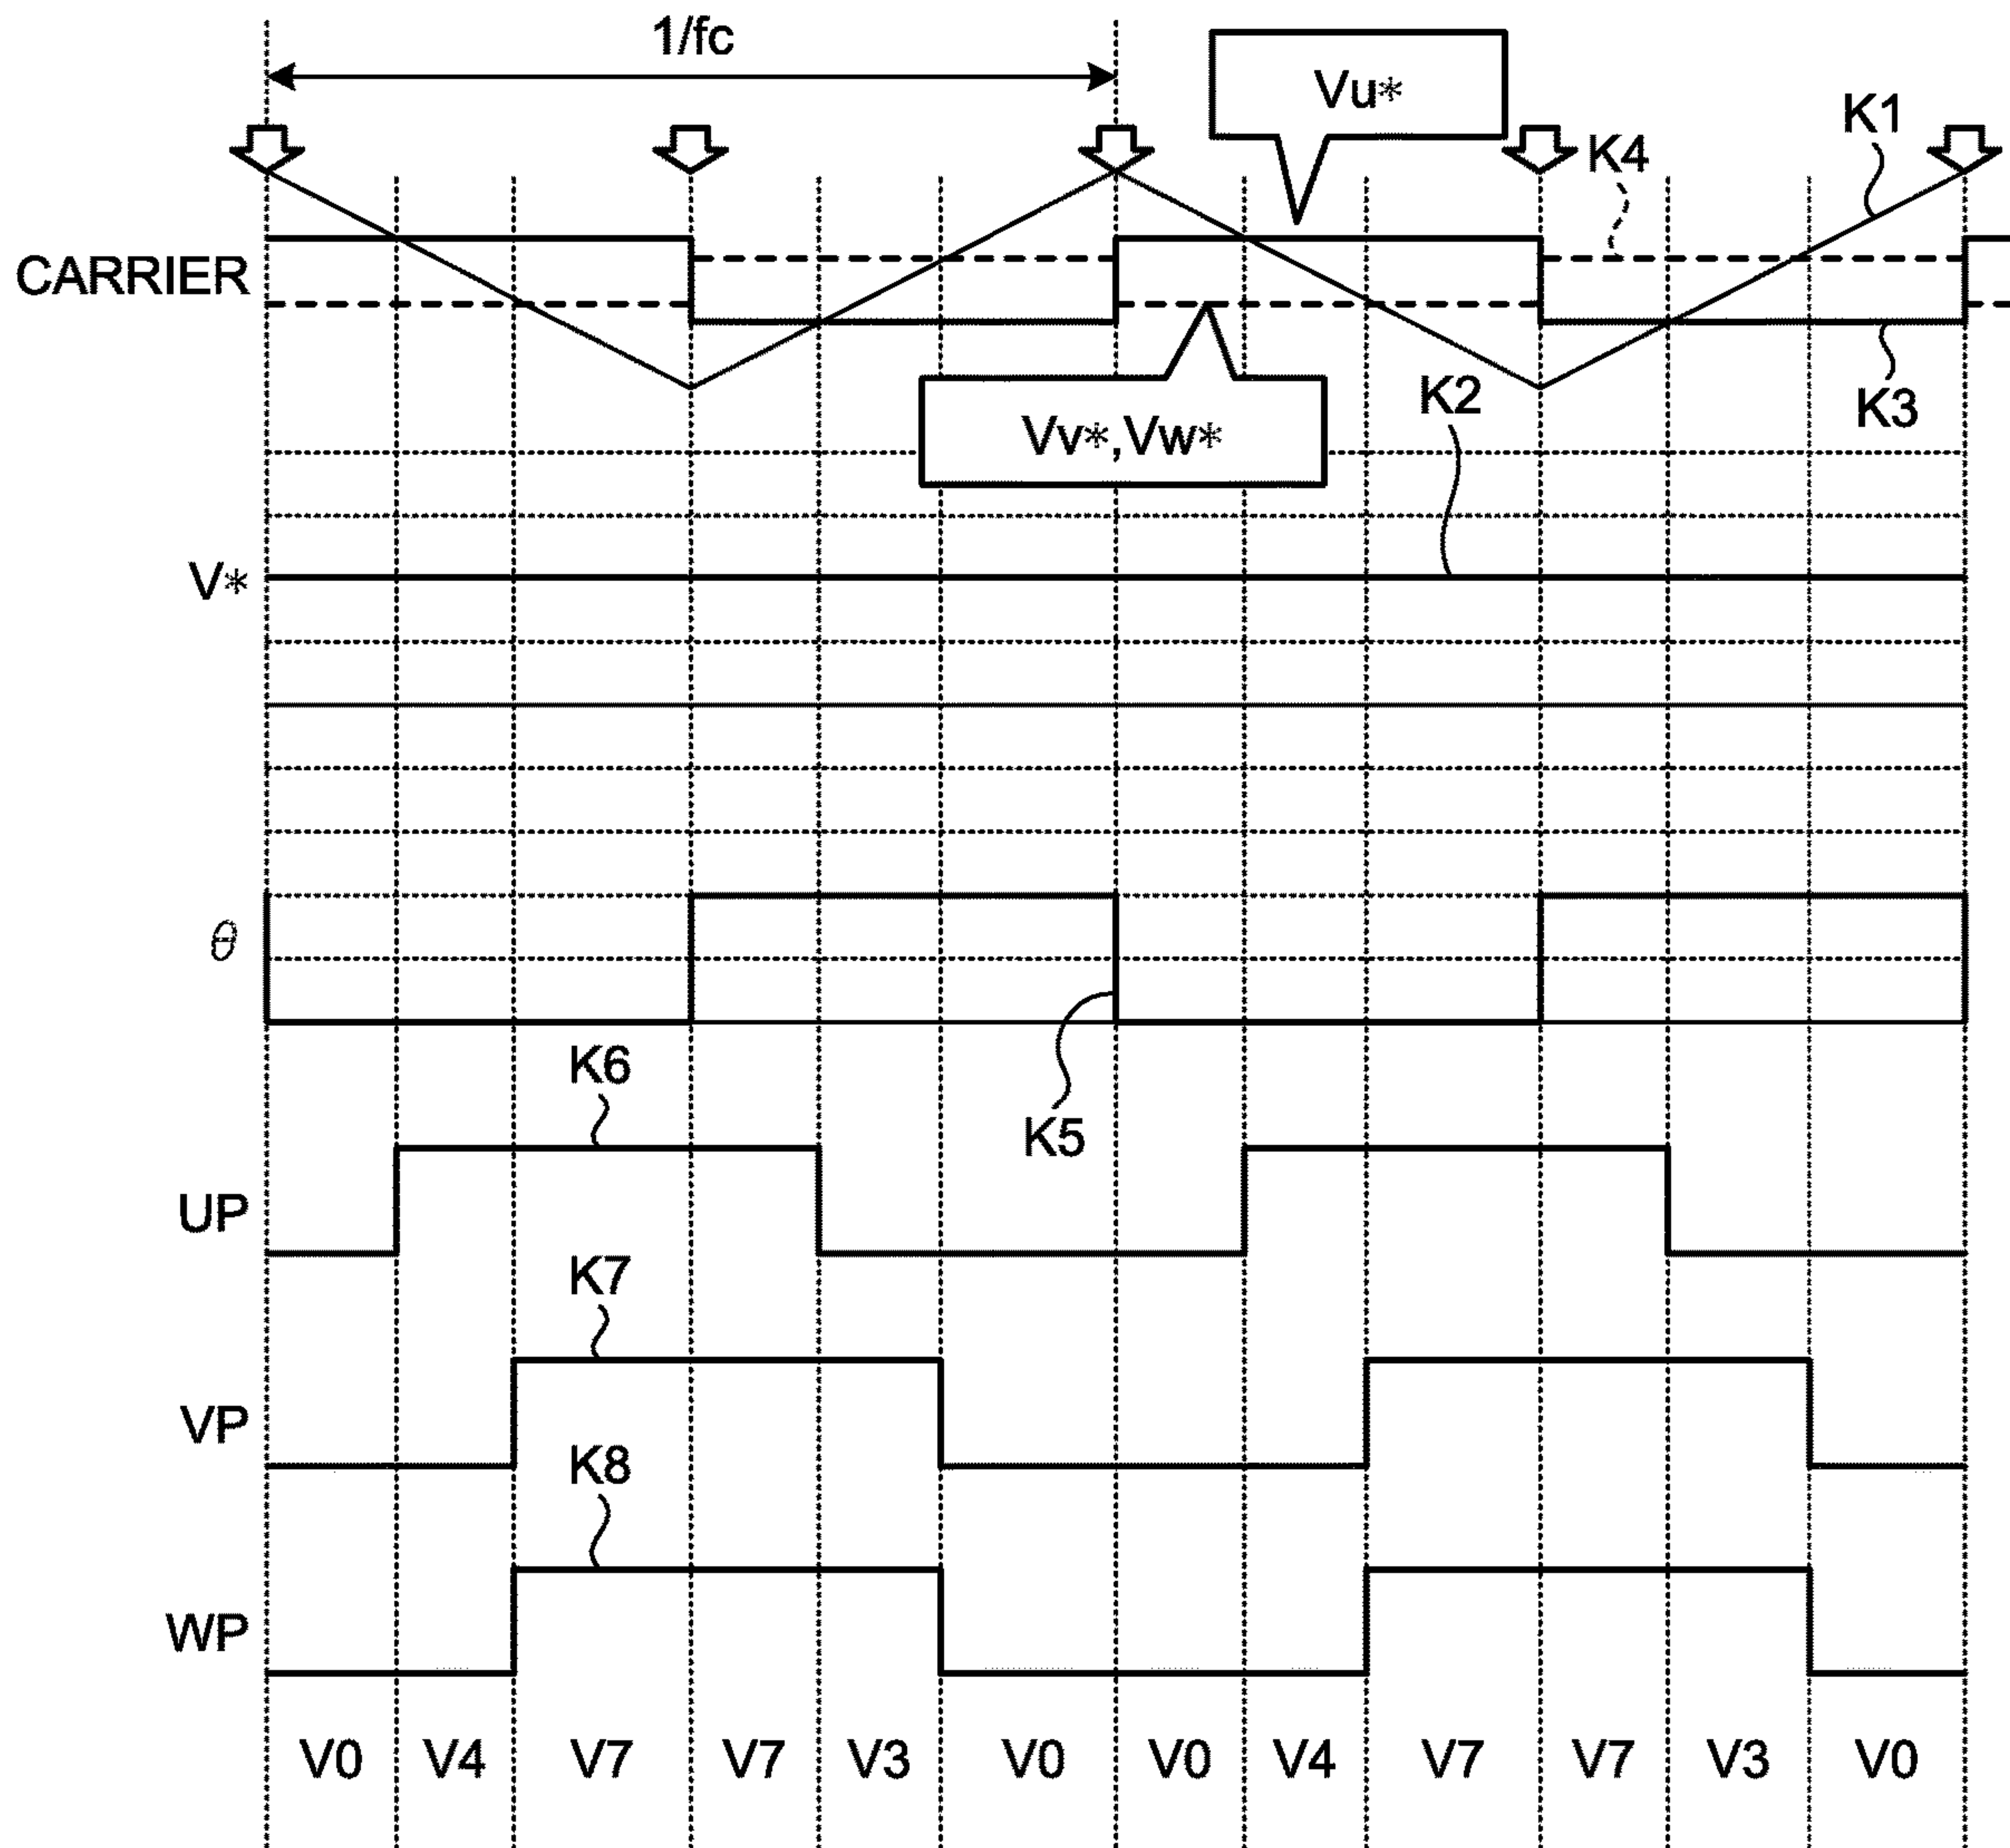 1/fc
Vu*
K1
K4
CARRIER
K2
K3
Vv*,Vw*
V*
θ
K6
K5
UP
K7
VP
K8
WP
V0 V4 V7 V7 V3 V0 V0 V4 V7 V7 V3 V0